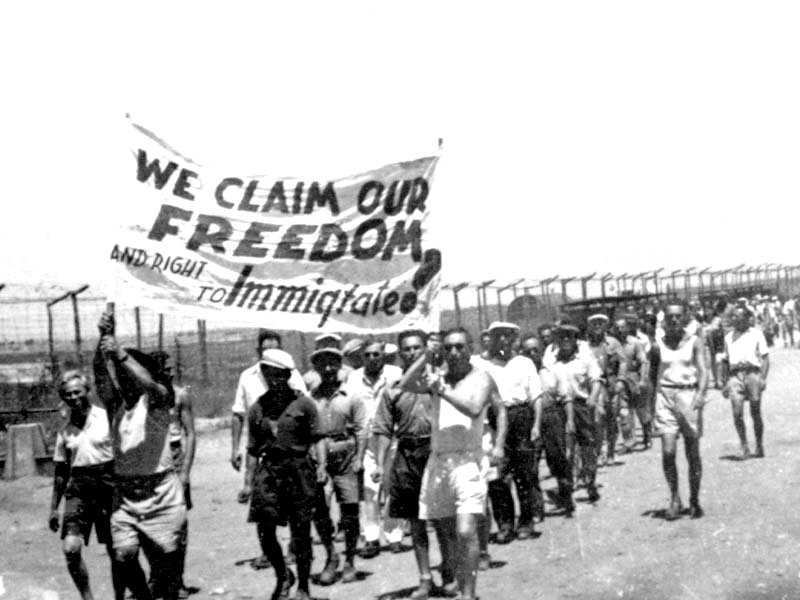 WE CLAIM OUR
FREEDOM
AND RIGHT
TO Immigrate?